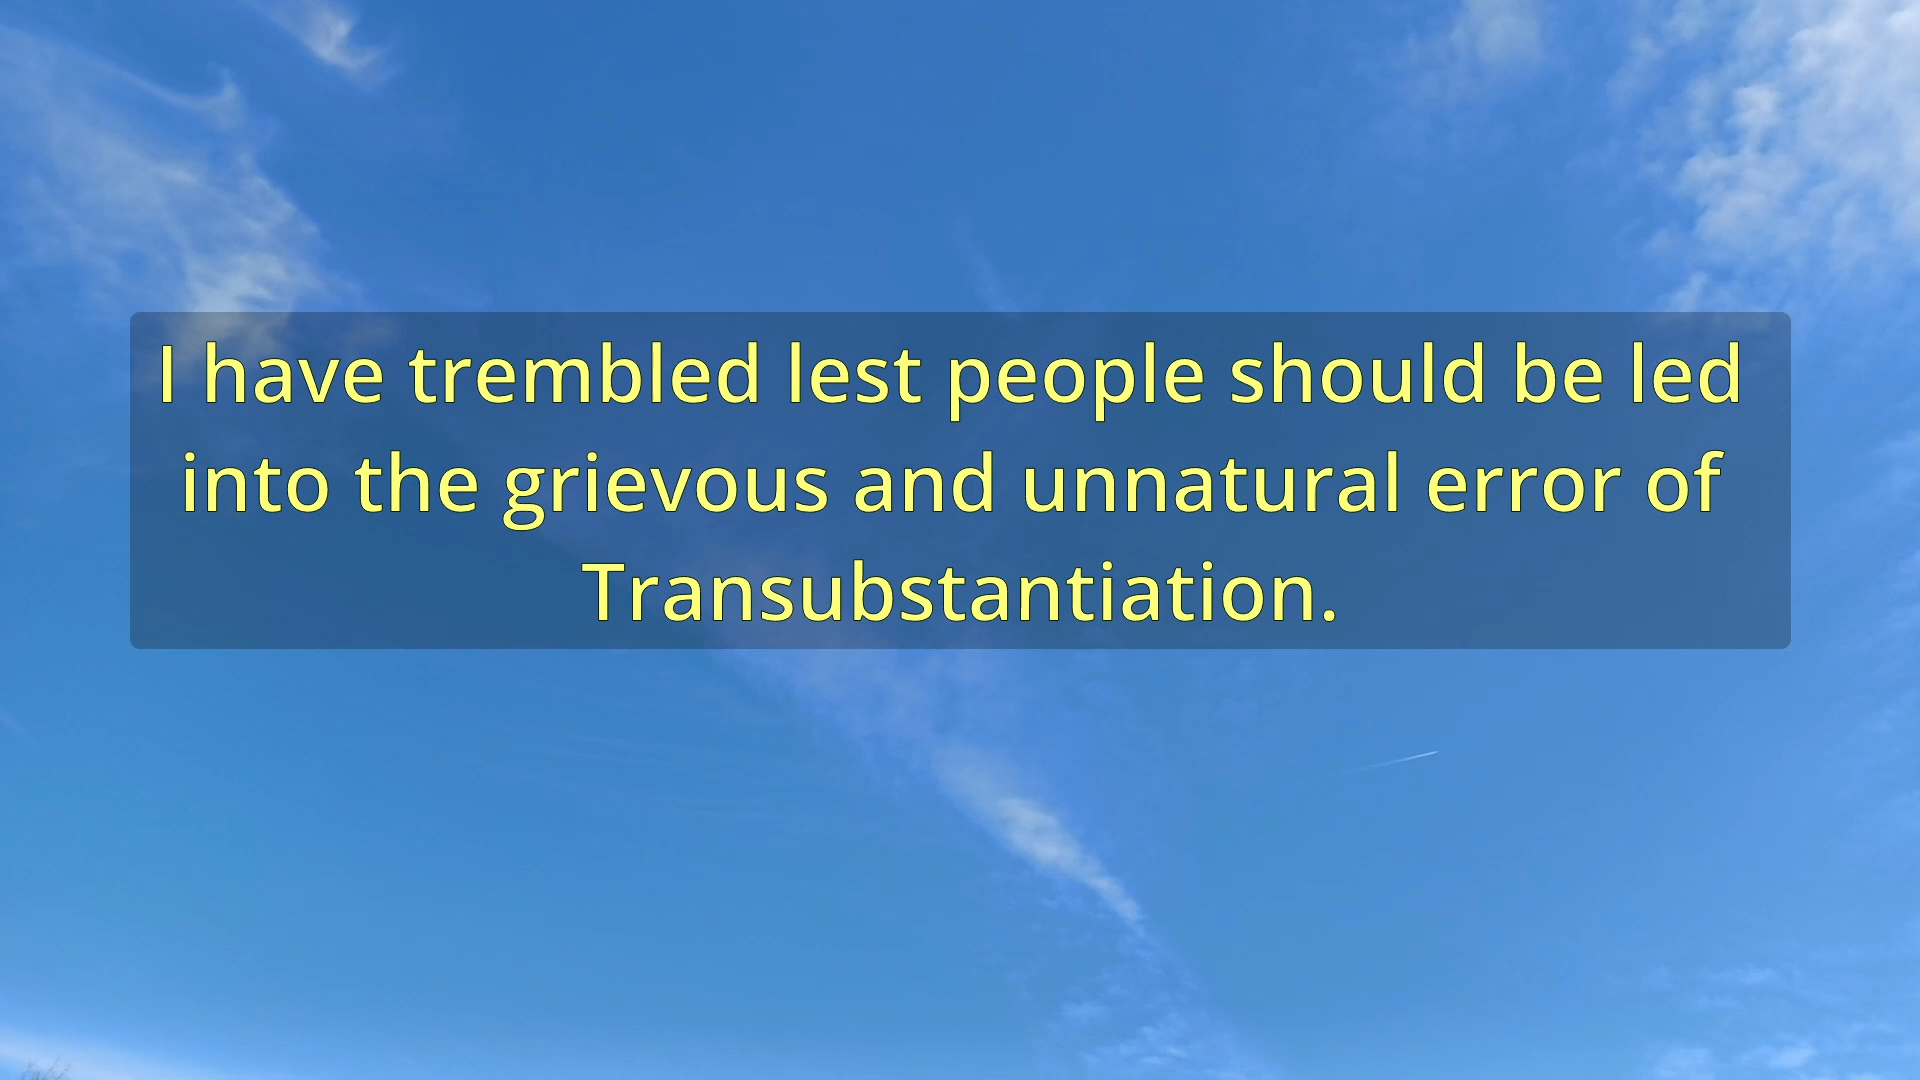 I have trembled lest people should be led
into the grievous and unnatural error of
Transubstantiation.